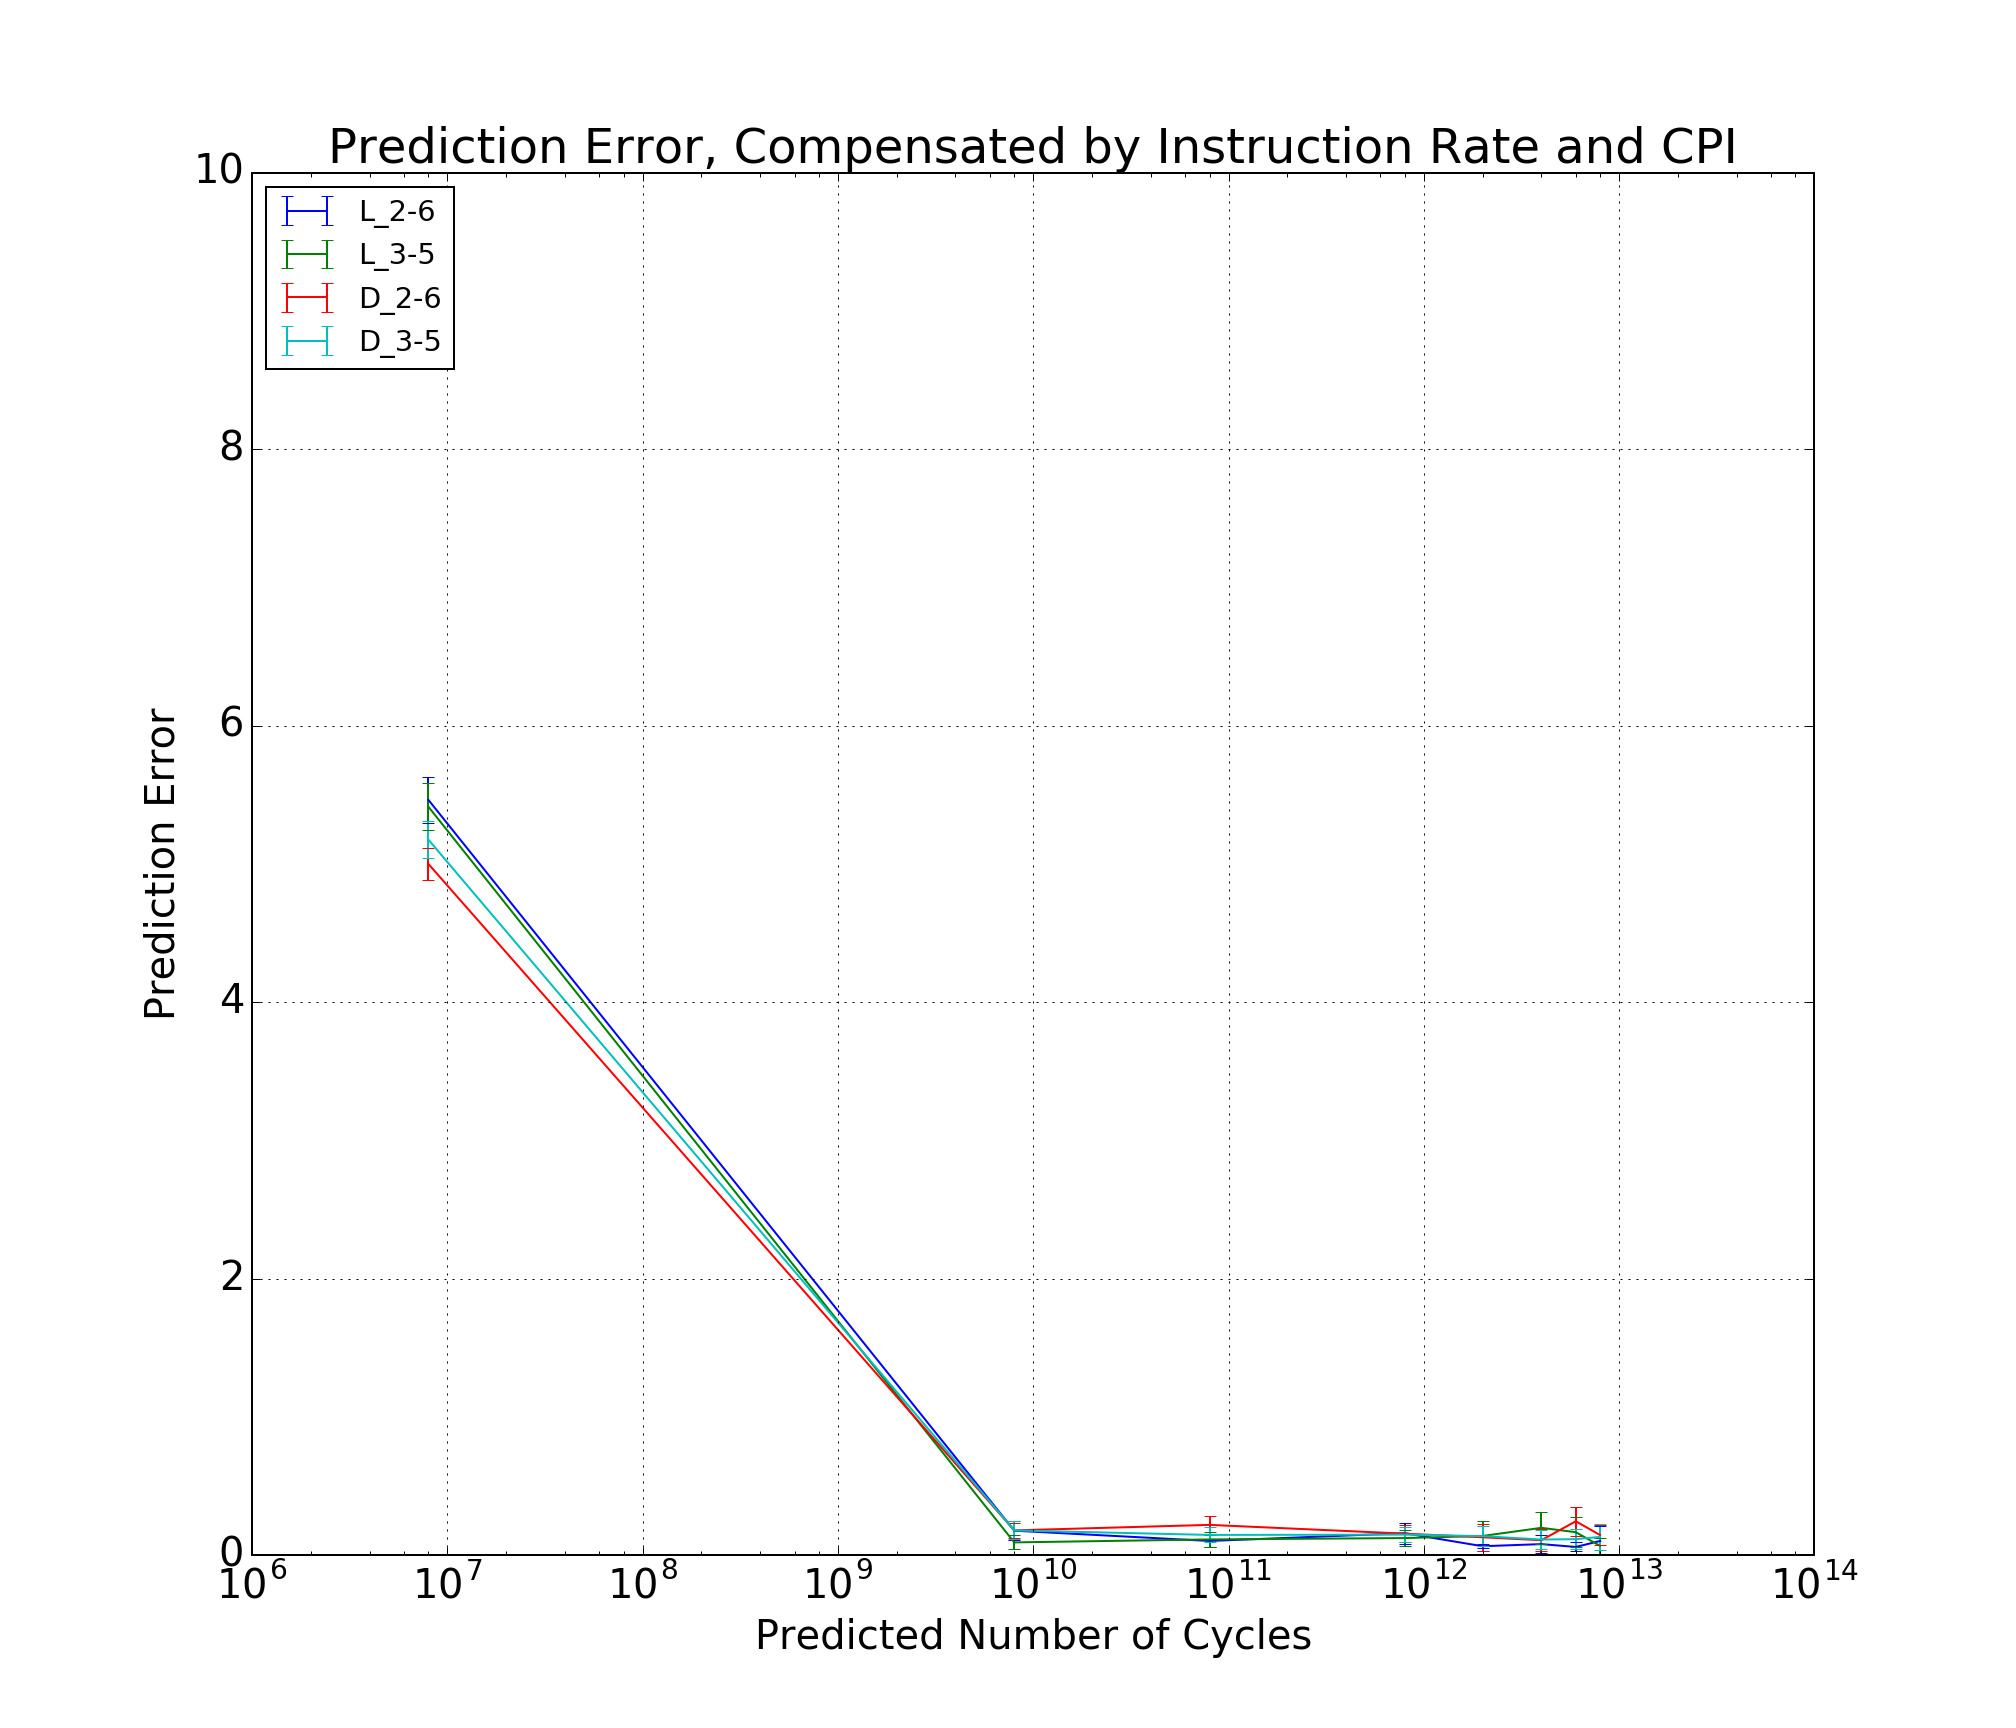 Prediction Error, Compensated by Instruction Rate and CPI
10
L_2-6
L_3-5
D_2-6
D_3-5
8
6
4
2
0
Prediction Error
10^6 10^7 10^8 10^9 10^10 10^11 10^12 10^13 10^14
Predicted Number of Cycles